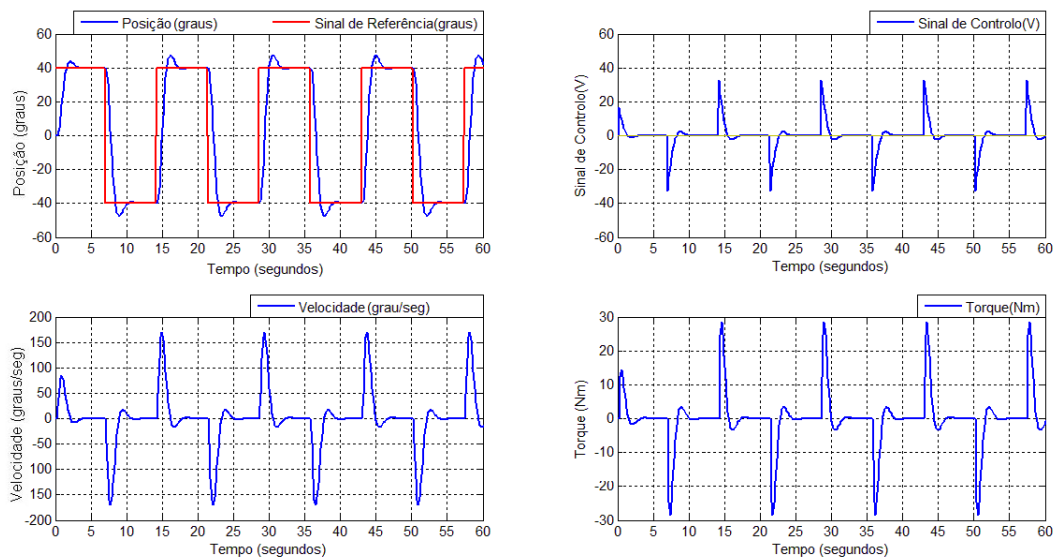 Posição (graus) Sinal de Referência(graus)
60
40
20
0
-20
-40
-60
Posição (graus)
0 5 10 15 20 25 30 35 40 45 50 55 60
Tempo (segundos)
Sinal de Controlo(V)
60
40
20
0
-20
-40
-60
Sinal de Controlo(V)
0 5 10 15 20 25 30 35 40 45 50 55 60
Tempo (segundos)
Velocidade (grau/seg)
200
150
100
50
0
-50
100
150
-200
Velocidade (graus/seg)
0 5 10 15 20 25 30 35 40 45 50 55 60
Tempo (segundos)
Torque(Nm)
30
20
10
0
-10
-20
-30
Torque (Nm)
0 5 10 15 20 25 30 35 40 45 50 55 60
Tempo (segundos)